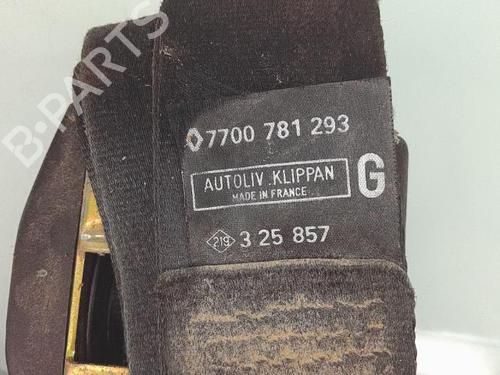 B-PARTS
7700 781 293
AUTOLIV.KLIPPAN
MADE IN FRANCE
G
219 3 25 857